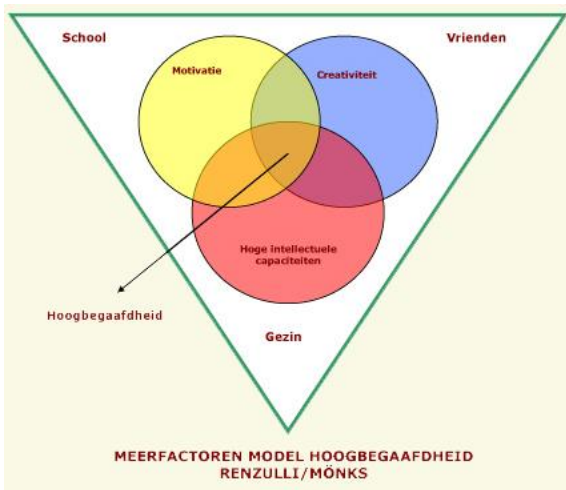 School
Vrienden
Motivatie
Creativiteit
Hoge intellectuele
capaciteiten
Hoogbegaafdheid
Gezin
MEERFACTOREN MODEL HOOGBEGAAFDHEID
RENZULLI/MÖNKS